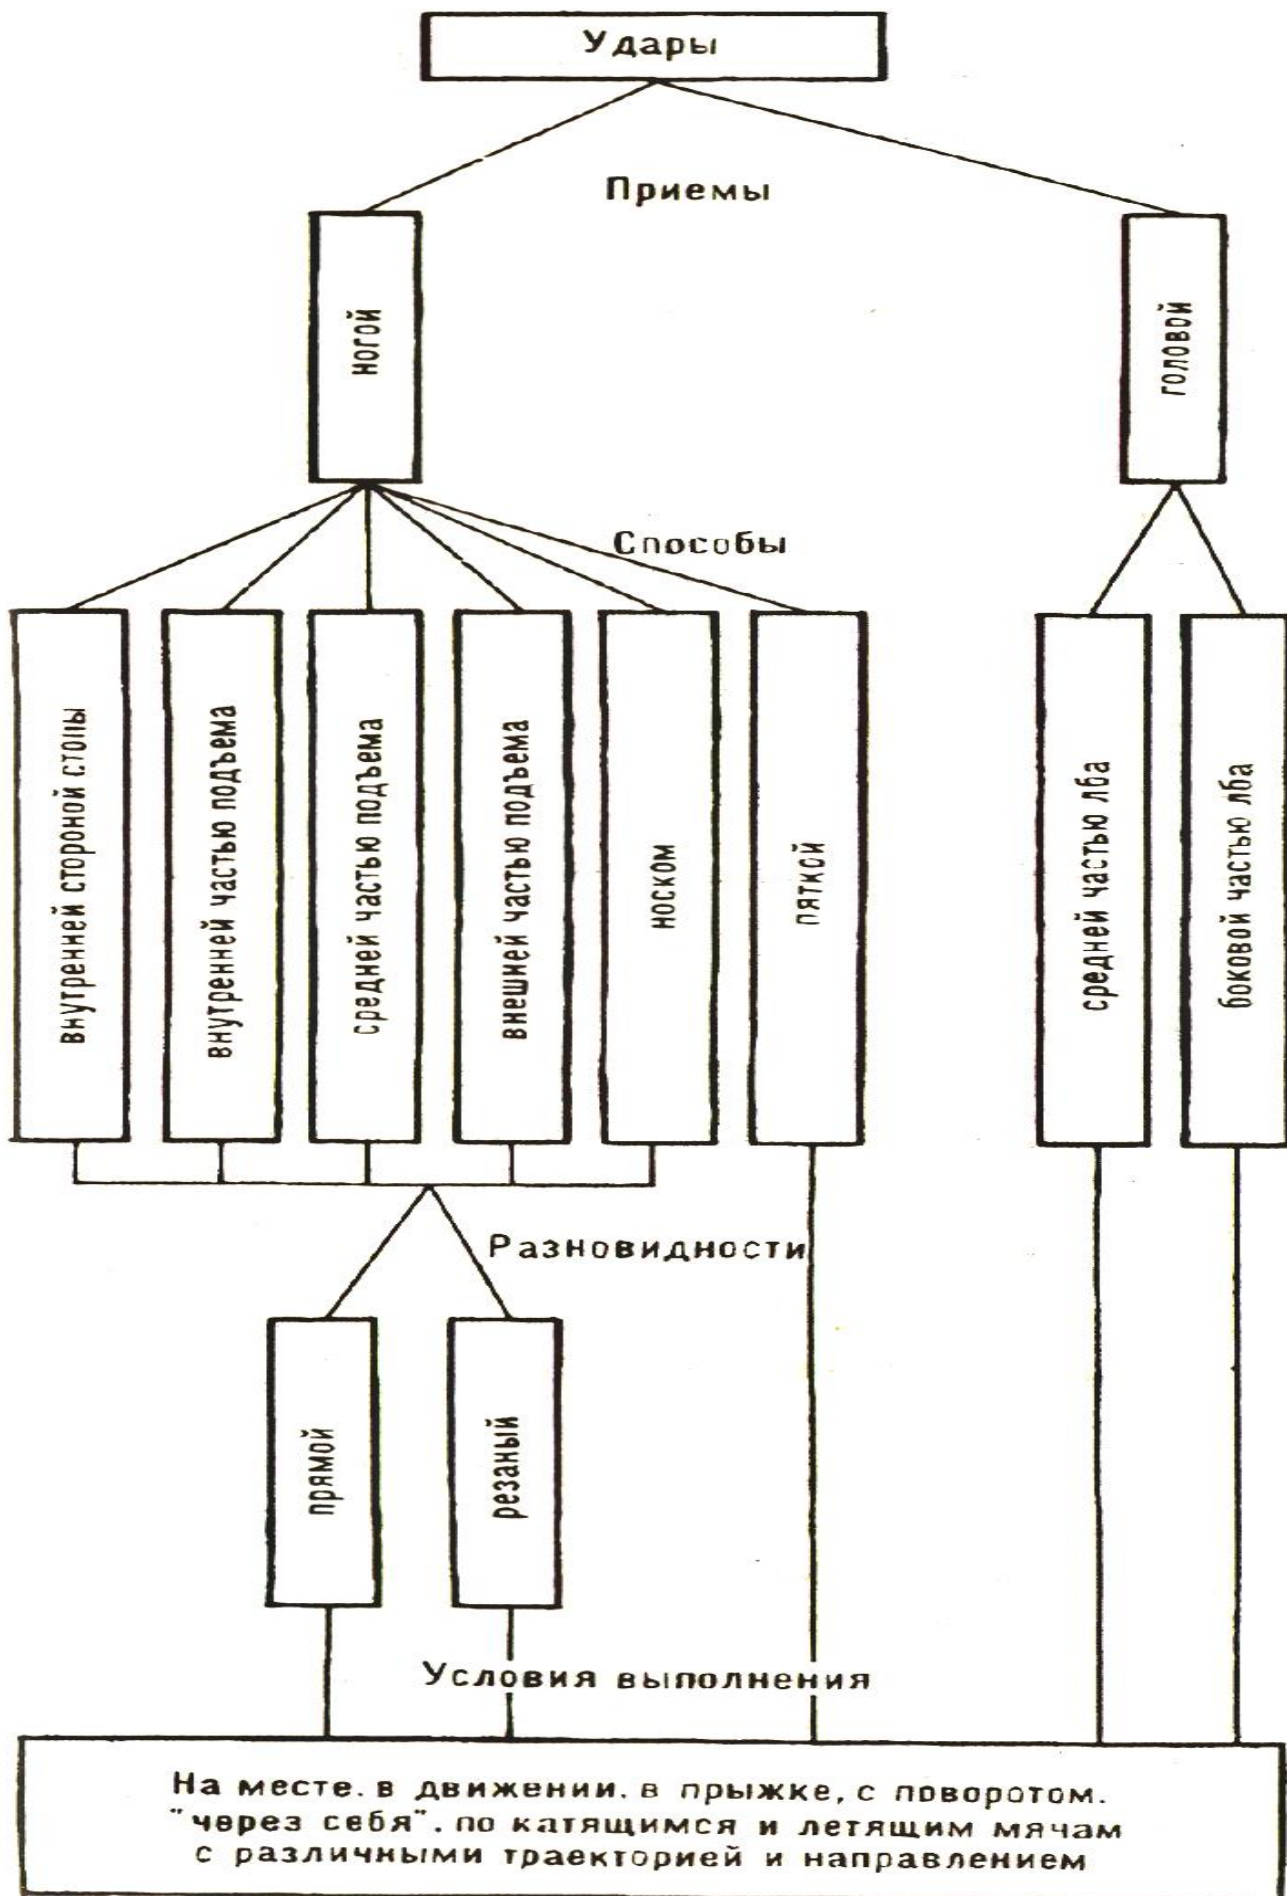 Удары
Приемы
ногой
головой
Способы
внутренней стороной стопы
внутренней частью подъема
средней частью подъема
внешней частью подъема
носком
пяткой
средней частью лба
боковой частью лба
Разновидности
прямой
резаный
Условия выполнения
На месте. в движении. в прыжке, с поворотом.
"через себя". по катящимся и летящим мячам
с различными траекторией и направлением